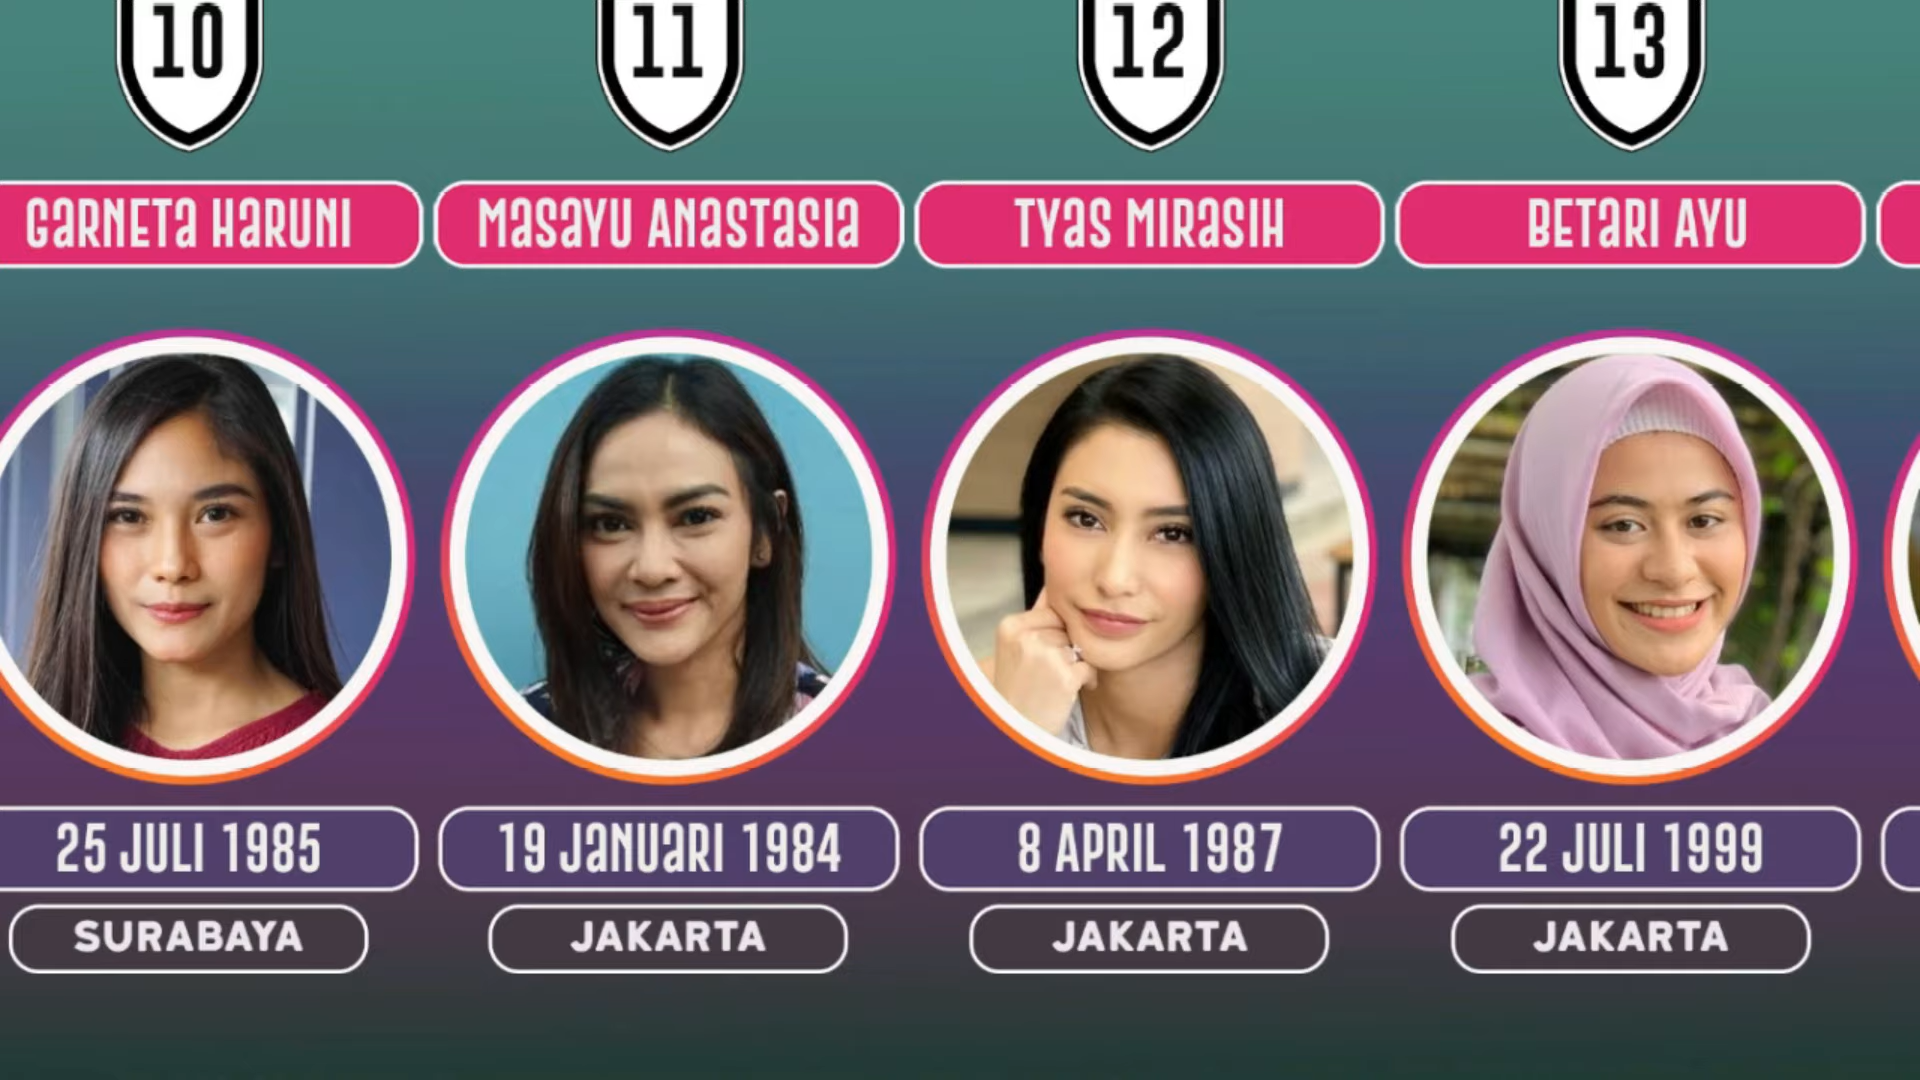 10
11
12
13
GARNETA HARUNI
MASAYU ANASTASIA
TYAS MIRASIH
BETARI AYU
25 JULI 1985
19 JANUARI 1984
8 APRIL 1987
22 JULI 1999
SURABAYA
JAKARTA
JAKARTA
JAKARTA